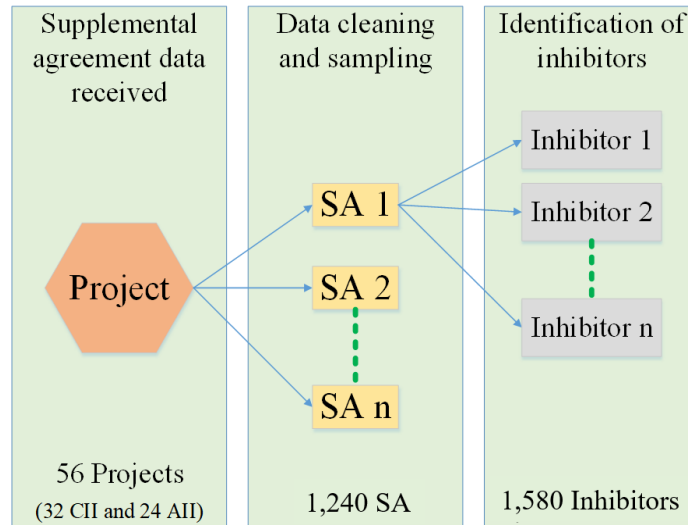 Supplemental
agreement data
received
Project
56 Projects
(32 CII and 24 AII)
Data cleaning
and sampling
SA 1
SA 2
SA n
1,240 SA
Identification of
inhibitors
Inhibitor 1
Inhibitor 2
Inhibitor n
1,580 Inhibitors